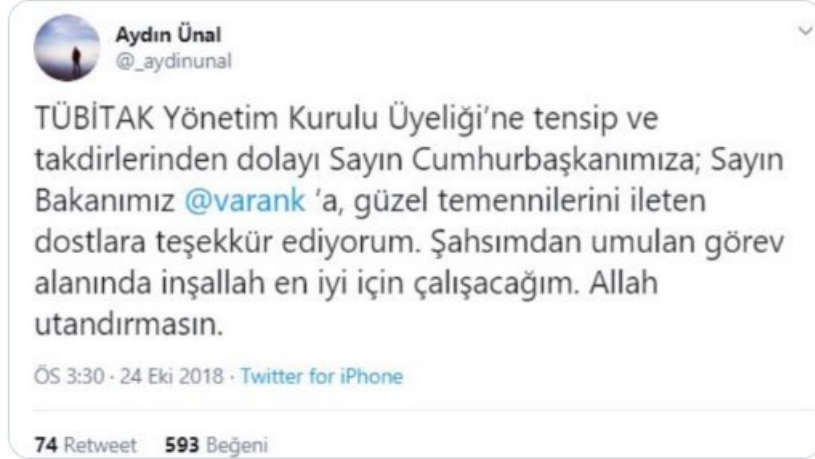 Aydın Ünal
@_aydinunal
TÜBİTAK Yönetim Kurulu Üyeliği'ne tensip ve
takdirlerinden dolayı Sayın Cumhurbaşkanımıza; Sayın
Bakanımız @varank 'a, güzel temennilerini ileten
dostlara teşekkür ediyorum. Şahsımdan umulan görev
alanında inşallah en iyi için çalışacağım. Allah
utandırmasın.
ÖS 3:30 · 24 Eki 2018 · Twitter for iPhone
74 Retweet 593 Beğeni